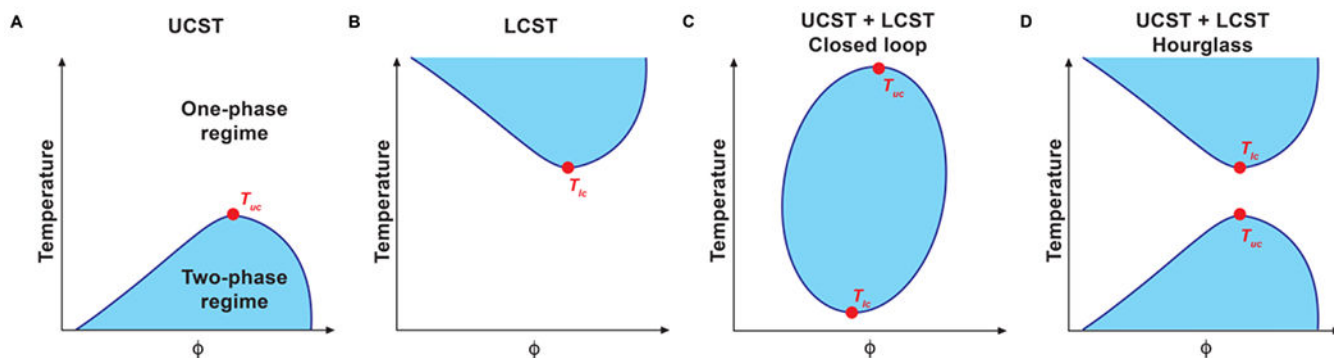 A
UCST
Temperature
One-phase
regime
T_uc
Two-phase
regime
ϕ
B
LCST
Temperature
T_lc
ϕ
C
UCST + LCST
Closed loop
Temperature
T_uc
T_lc
ϕ
D
UCST + LCST
Hourglass
Temperature
T_lc
T_uc
ϕ